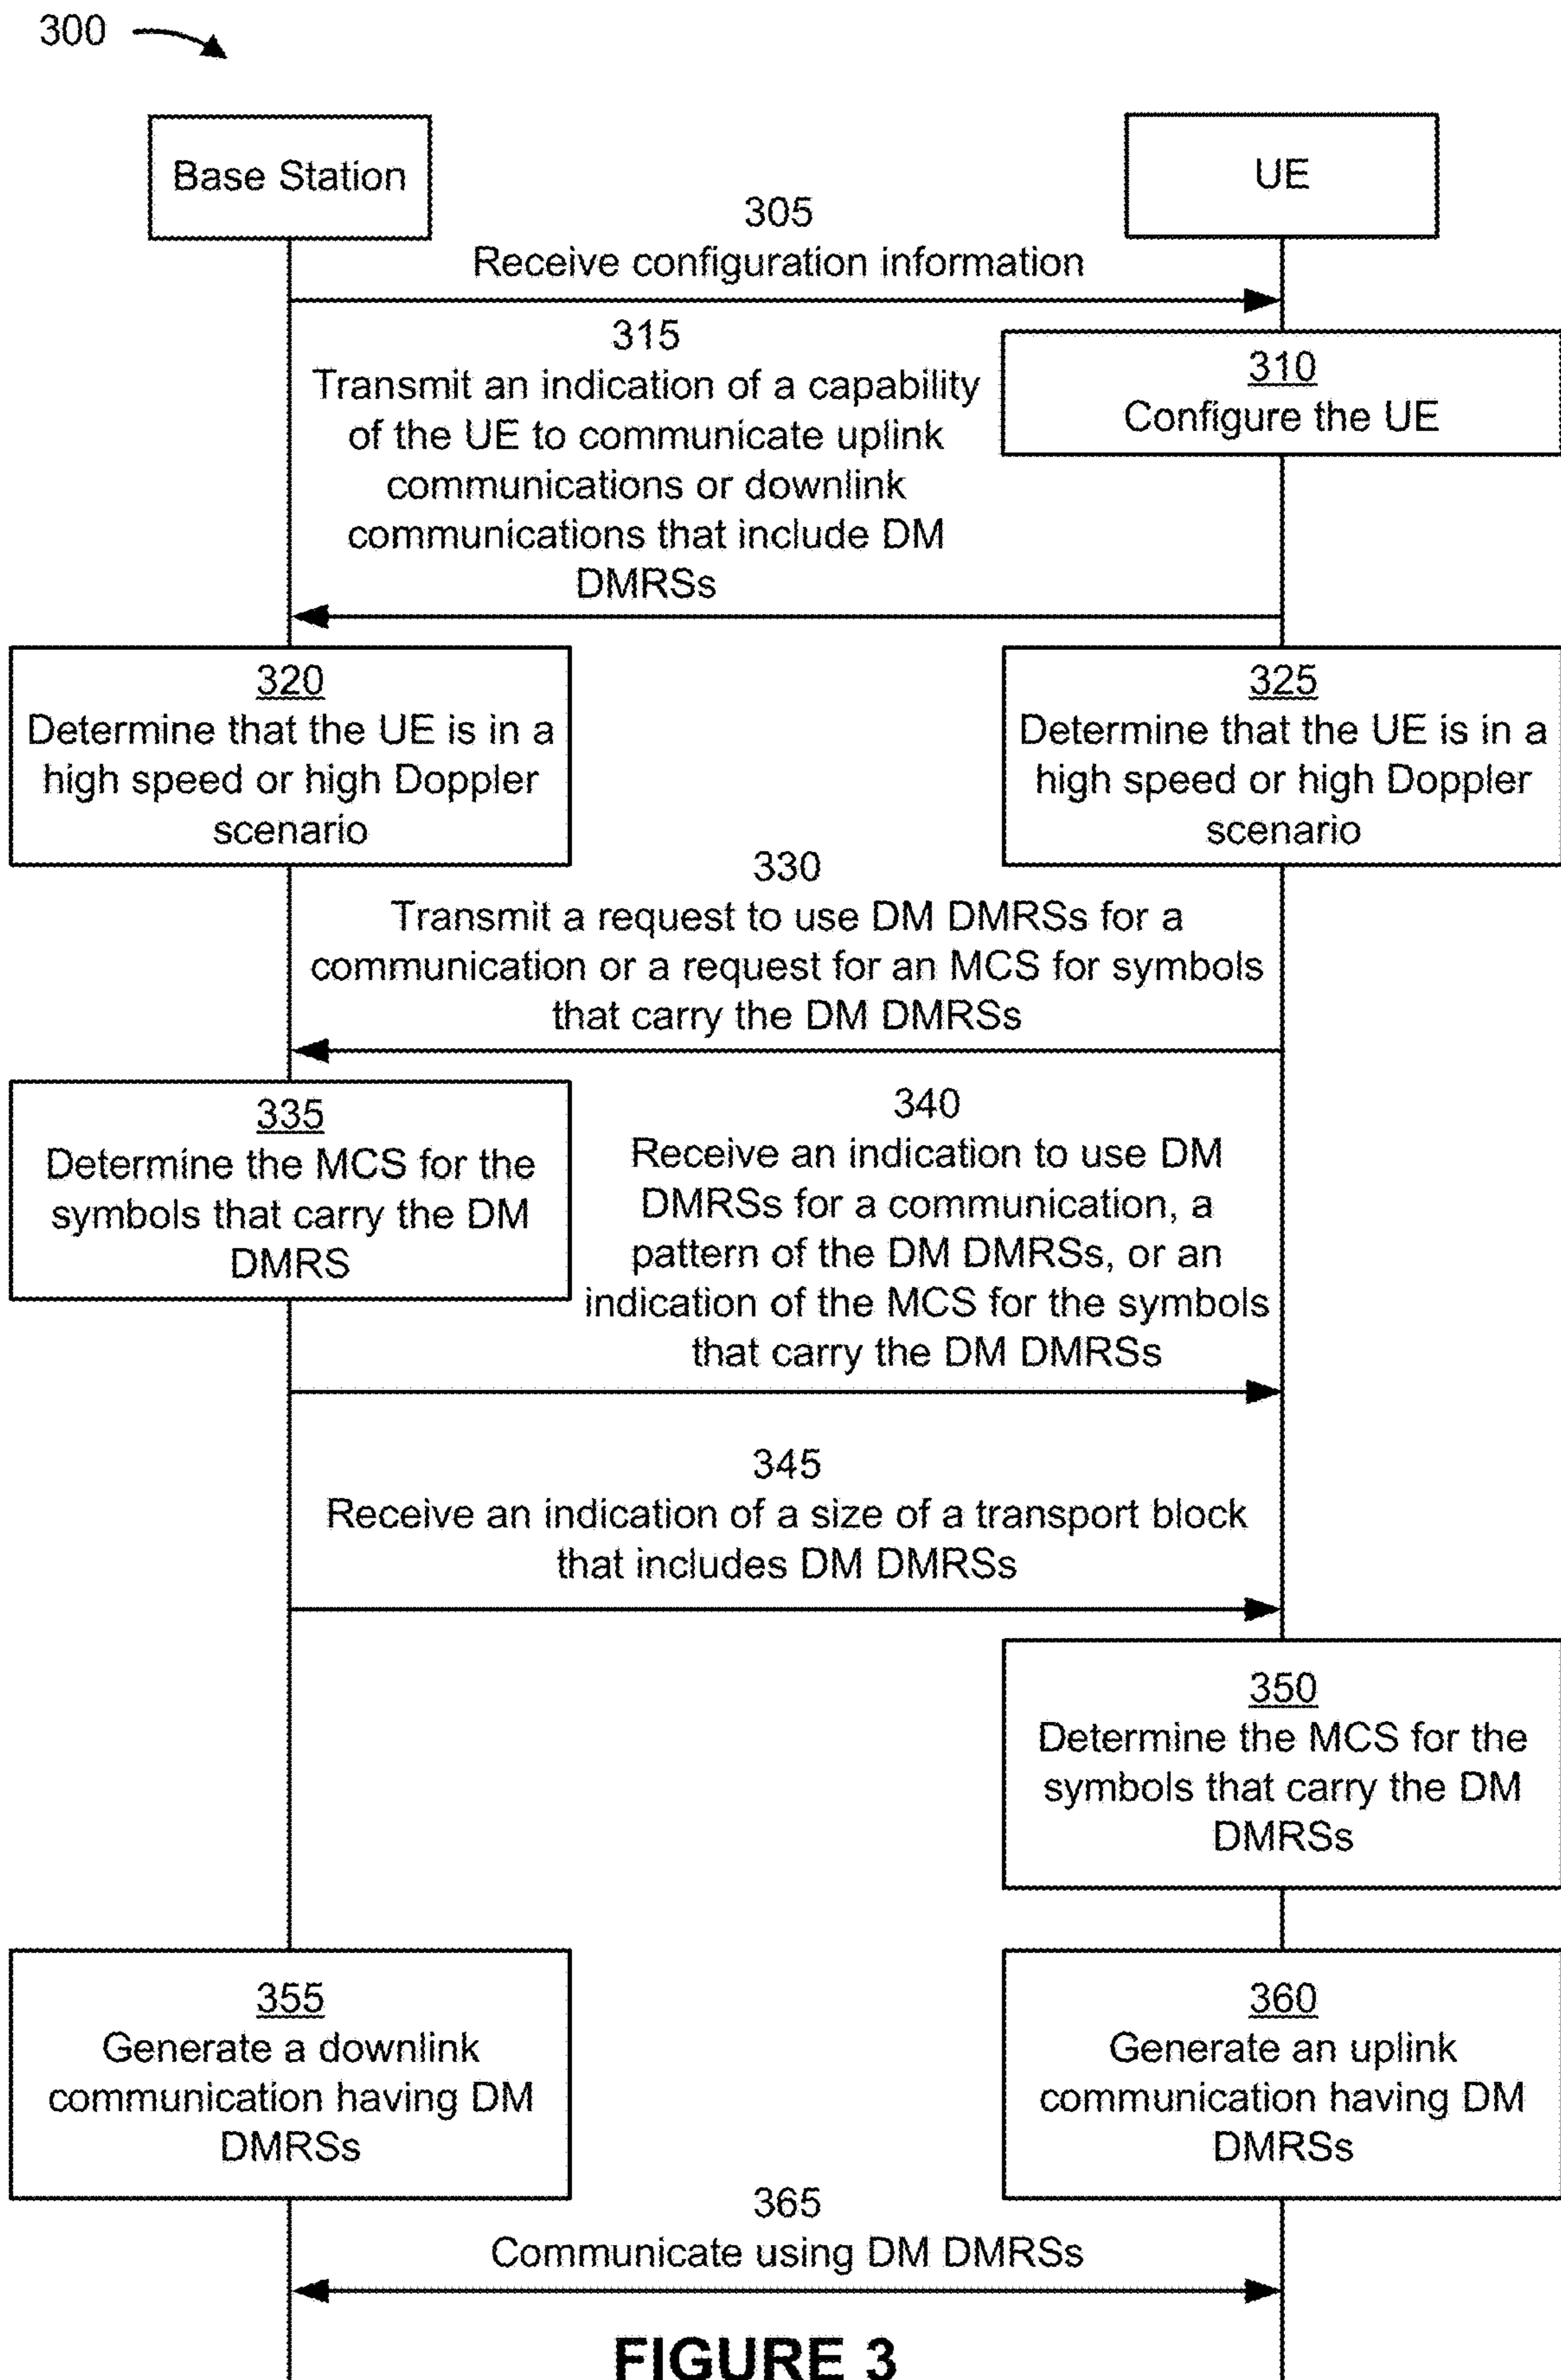 300
Base Station
UE
305
Receive configuration information
315
Transmit an indication of a capability
of the UE to communicate uplink
communications or downlink
communications that include DM
DMRSs
310
Configure the UE
320
Determine that the UE is in a
high speed or high Doppler
scenario
325
Determine that the UE is in a
high speed or high Doppler
scenario
330
Transmit a request to use DM DMRSs for a
communication or a request for an MCS for symbols
that carry the DM DMRSs
335
Determine the MCS for the
symbols that carry the DM
DMRS
340
Receive an indication to use DM
DMRSs for a communication, a
pattern of the DM DMRSs, or an
indication of the MCS for the symbols
that carry the DM DMRSs
345
Receive an indication of a size of a transport block
that includes DM DMRSs
350
Determine the MCS for the
symbols that carry the DM
DMRSs
355
Generate a downlink
communication having DM
DMRSs
360
Generate an uplink
communication having DM
DMRSs
365
Communicate using DM DMRSs
FIGURE 3